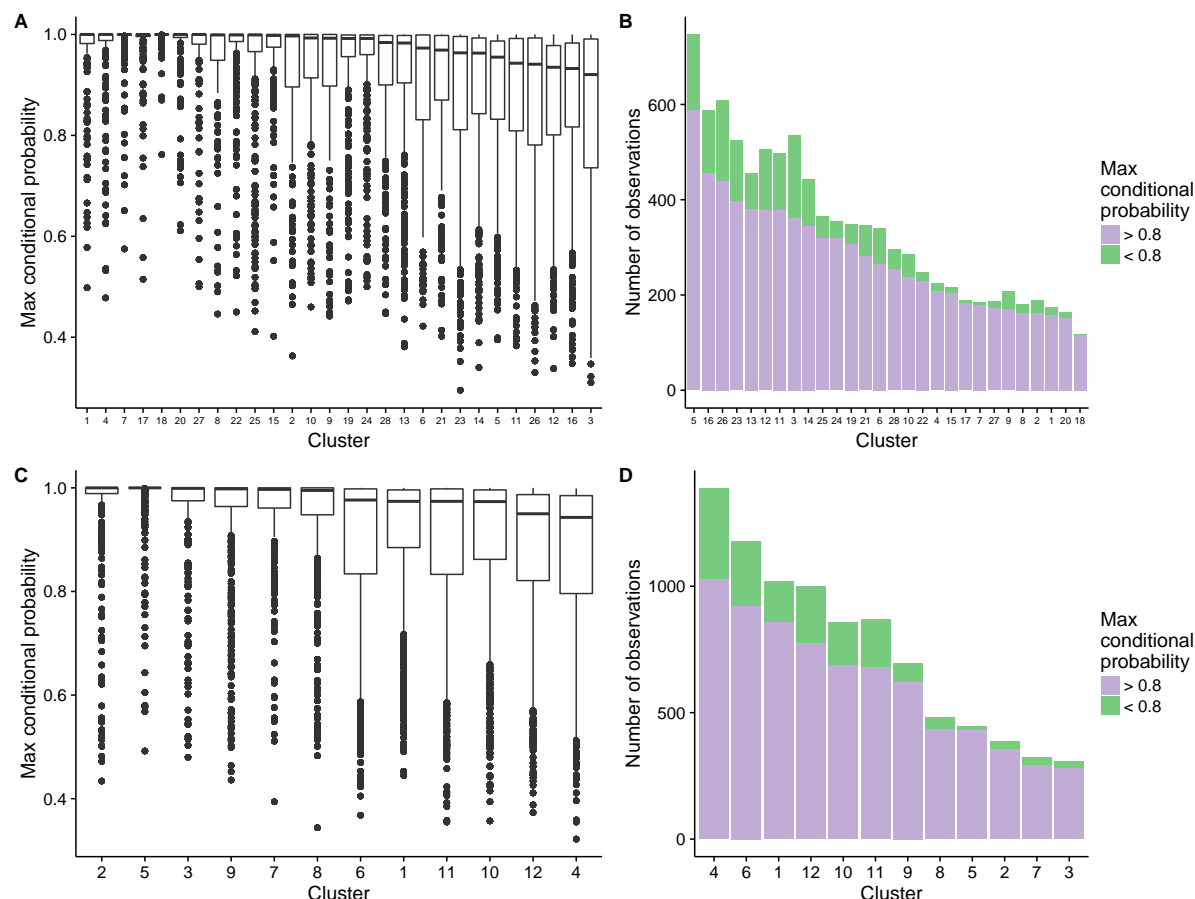 A
Max conditional probability
1.0
0.8
0.6
0.4
1 4 7 17 18 20 27 8 22 25 15 2 10 9 19 24 28 13 6 21 23 14 5 11 26 12 16 3
Cluster
B
Number of observations
600
400
200
0
5 16 26 23 13 12 11 3 14 25 24 19 21 6 28 10 22 4 15 17 7 27 9 8 2 1 20 18
Cluster
Max
conditional
probability
> 0.8
< 0.8
C
Max conditional probability
1.0
0.8
0.6
0.4
2 5 3 9 7 8 6 1 11 10 12 4
Cluster
D
Number of observations
1000
500
0
4 6 1 12 10 11 9 8 5 2 7 3
Cluster
Max
conditional
probability
> 0.8
< 0.8